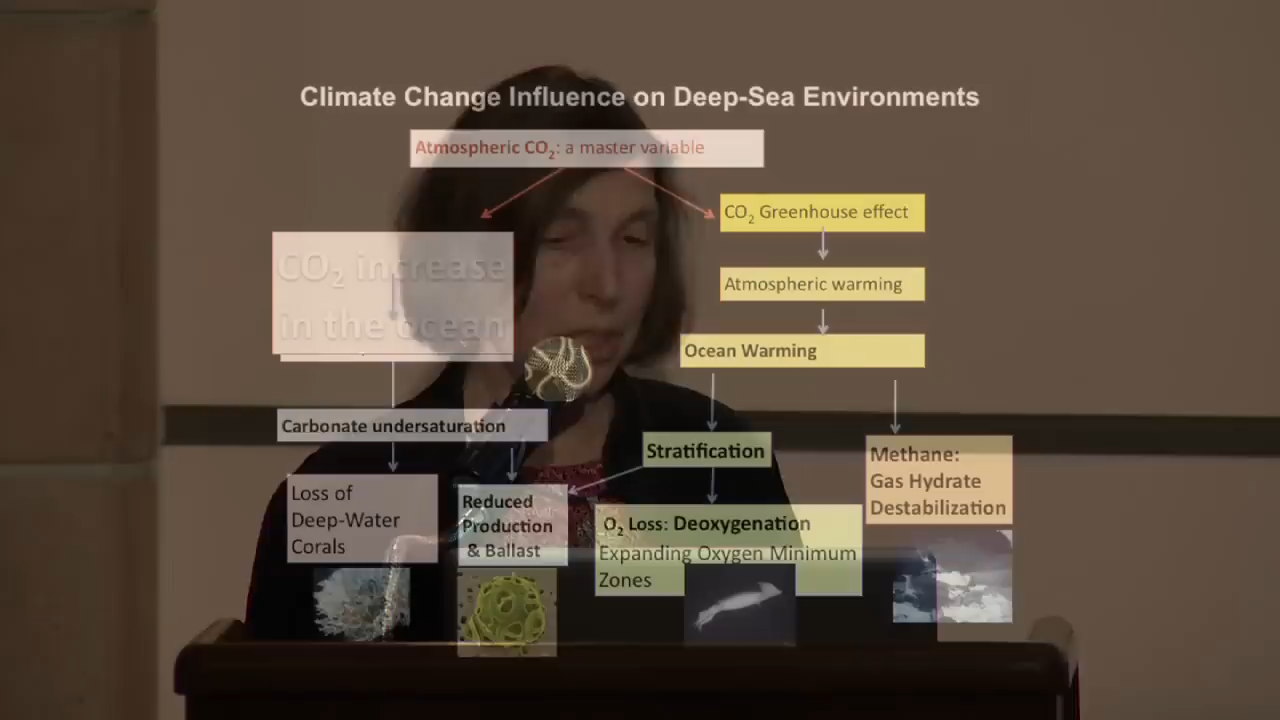 Climate Change Influence on Deep-Sea Environments
Atmospheric CO₂: a master variable
CO₂ Greenhouse effect
CO₂ increase
in the ocean
Atmospheric warming
Ocean Warming
Carbonate undersaturation
Stratification
Methane:
Gas Hydrate
Destabilization
Loss of
Deep-Water
Corals
Reduced
Production
& Ballast
O₂ Loss: Deoxygenation
Expanding Oxygen Minimum
Zones